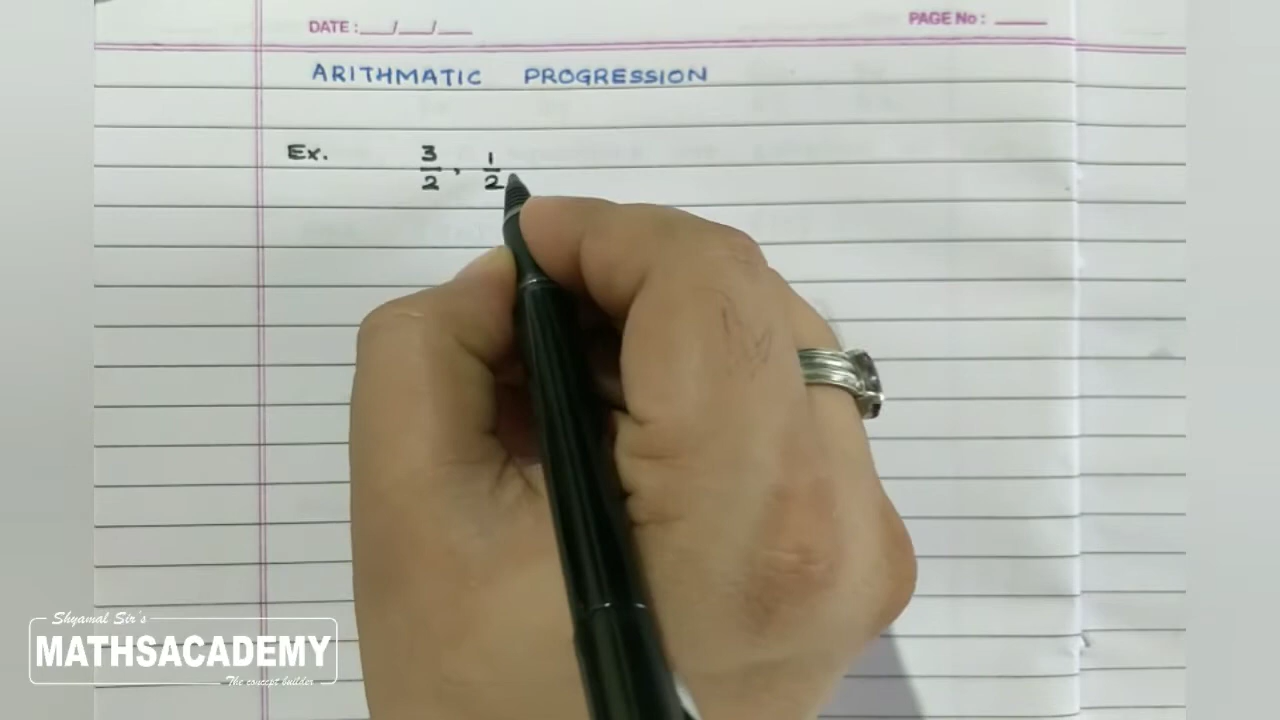 DATE :___/___/___
PAGE No : _____
ARITHMATIC PROGRESSION
Ex. 3/2 , 1/2
Shyamal Sir's
MATHSACADEMY
The concept builder